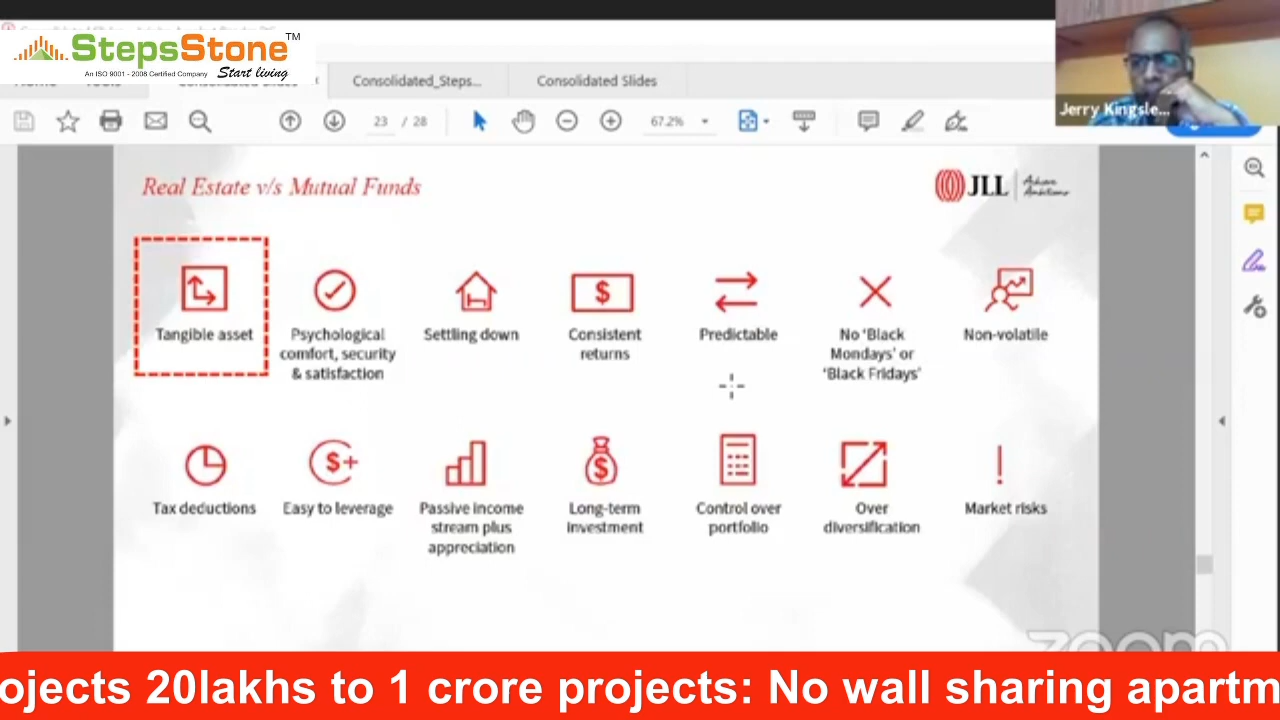 StepsStone™
An ISO 9001 - 2008 Certified Company Start living
Consolidated_Steps...
Consolidated Slides
23 / 28
67.2%
Jerry Kingsle...
Real Estate v/s Mutual Funds
JLL
Achieve
Ambitions
Tangible asset
Psychological
comfort, security
& satisfaction
Settling down
$
Consistent
returns
Predictable
No ‘Black
Mondays’ or
‘Black Fridays’
Non-volatile
Tax deductions
$+
Easy to leverage
Passive income
stream plus
appreciation
$
Long-term
investment
Control over
portfolio
Over
diversification
!
Market risks
zoom
ojects 20lakhs to 1 crore projects: No wall sharing apartm